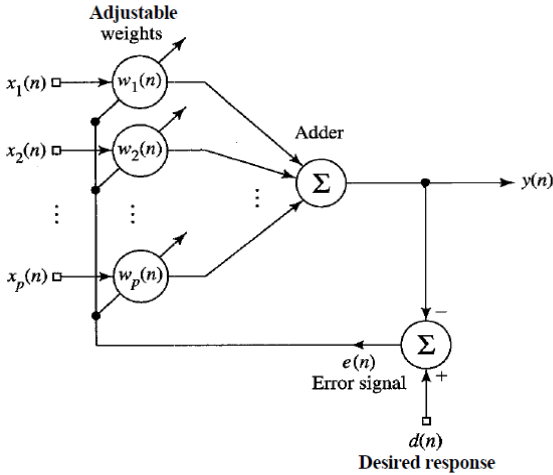 Adjustable
weights
x₁(n)
w₁(n)
x₂(n)
w₂(n)
Adder
Σ
y(n)
⋮
⋮
⋮
xₚ(n)
wₚ(n)
−
Σ
e(n)
Error signal
+
d(n)
Desired response